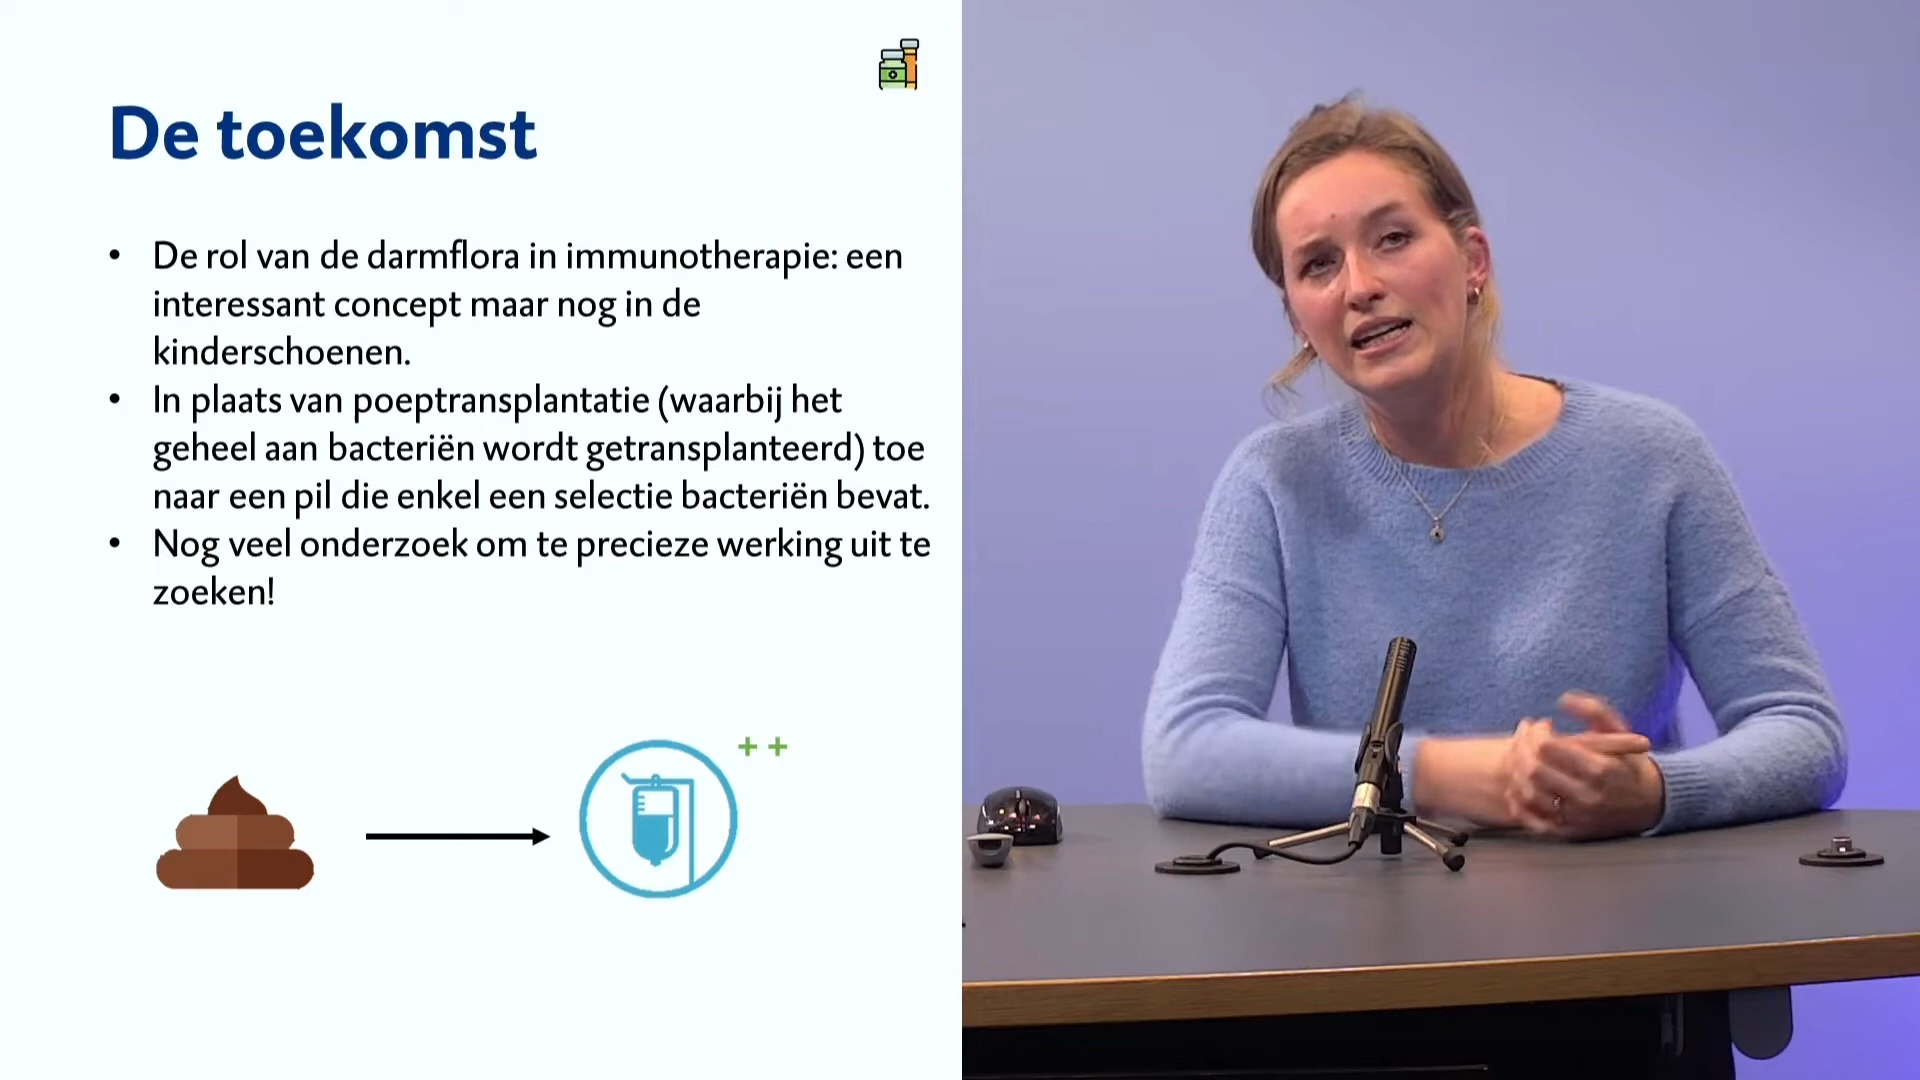 De toekomst
• De rol van de darmflora in immunotherapie: een
interessant concept maar nog in de
kinderschoenen.
• In plaats van poeptransplantatie (waarbij het
geheel aan bacteriën wordt getransplanteerd) toe
naar een pil die enkel een selectie bacteriën bevat.
• Nog veel onderzoek om te precieze werking uit te
zoeken!
++